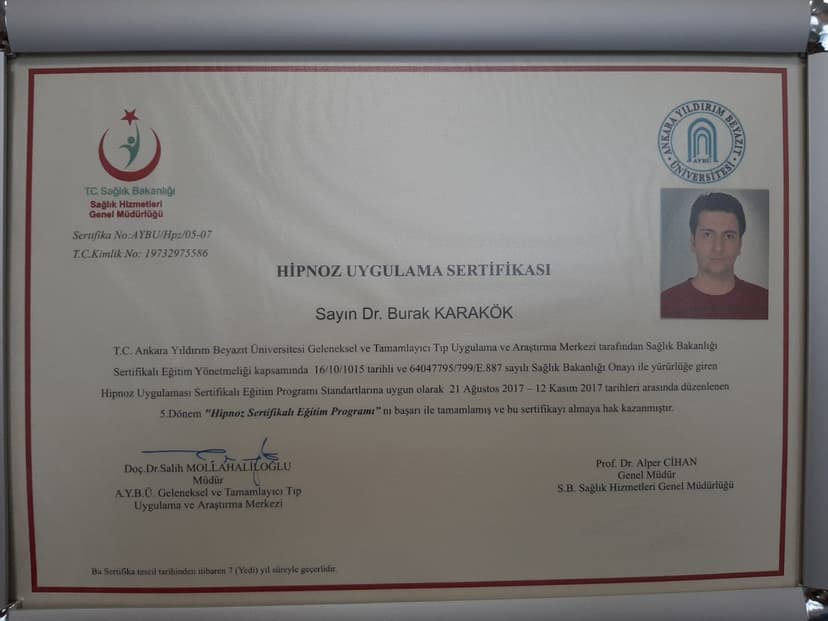 T.C. Sağlık Bakanlığı
Sağlık Hizmetleri
Genel Müdürlüğü
ANKARA YILDIRIM BEYAZIT ÜNİVERSİTESİ
AYBÜ
Sertifika No:AYBU/Hpz/05-07
T.C.Kimlik No: 19732975586
HİPNOZ UYGULAMA SERTİFİKASI
Sayın Dr. Burak KARAKÖK
T.C. Ankara Yıldırım Beyazıt Üniversitesi Geleneksel ve Tamamlayıcı Tıp Uygulama ve Araştırma Merkezi tarafından Sağlık Bakanlığı
Sertifikalı Eğitim Yönetmeliği kapsamında 16/10/1015 tarihli ve 64047795/799/E.887 sayılı Sağlık Bakanlığı Onayı ile yürürlüğe giren
Hipnoz Uygulaması Sertifikalı Eğitim Programı Standartlarına uygun olarak 21 Ağustos 2017 – 12 Kasım 2017 tarihleri arasında düzenlenen
5.Dönem "Hipnoz Sertifikalı Eğitim Programı" nı başarı ile tamamlamış ve bu sertifikayı almaya hak kazanmıştır.
Doç.Dr.Salih MOLLAHALİLOĞLU
Müdür
A.Y.B.Ü. Geleneksel ve Tamamlayıcı Tıp
Uygulama ve Araştırma Merkezi
Prof. Dr. Alper CİHAN
Genel Müdür
S.B. Sağlık Hizmetleri Genel Müdürlüğü
Bu Sertifika tescil tarihinden itibaren 7 (Yedi) yıl süreyle geçerlidir.